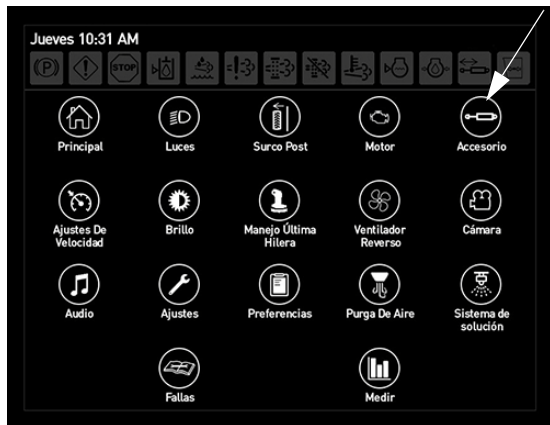 Jueves 10:31 AM
(P) STOP
Principal Luces Surco Post Motor Accesorio
Ajustes De Velocidad Brillo Manejo Última Hilera Ventilador Reverso Cámara
Audio Ajustes Preferencias Purga De Aire Sistema de solución
Fallas Medir